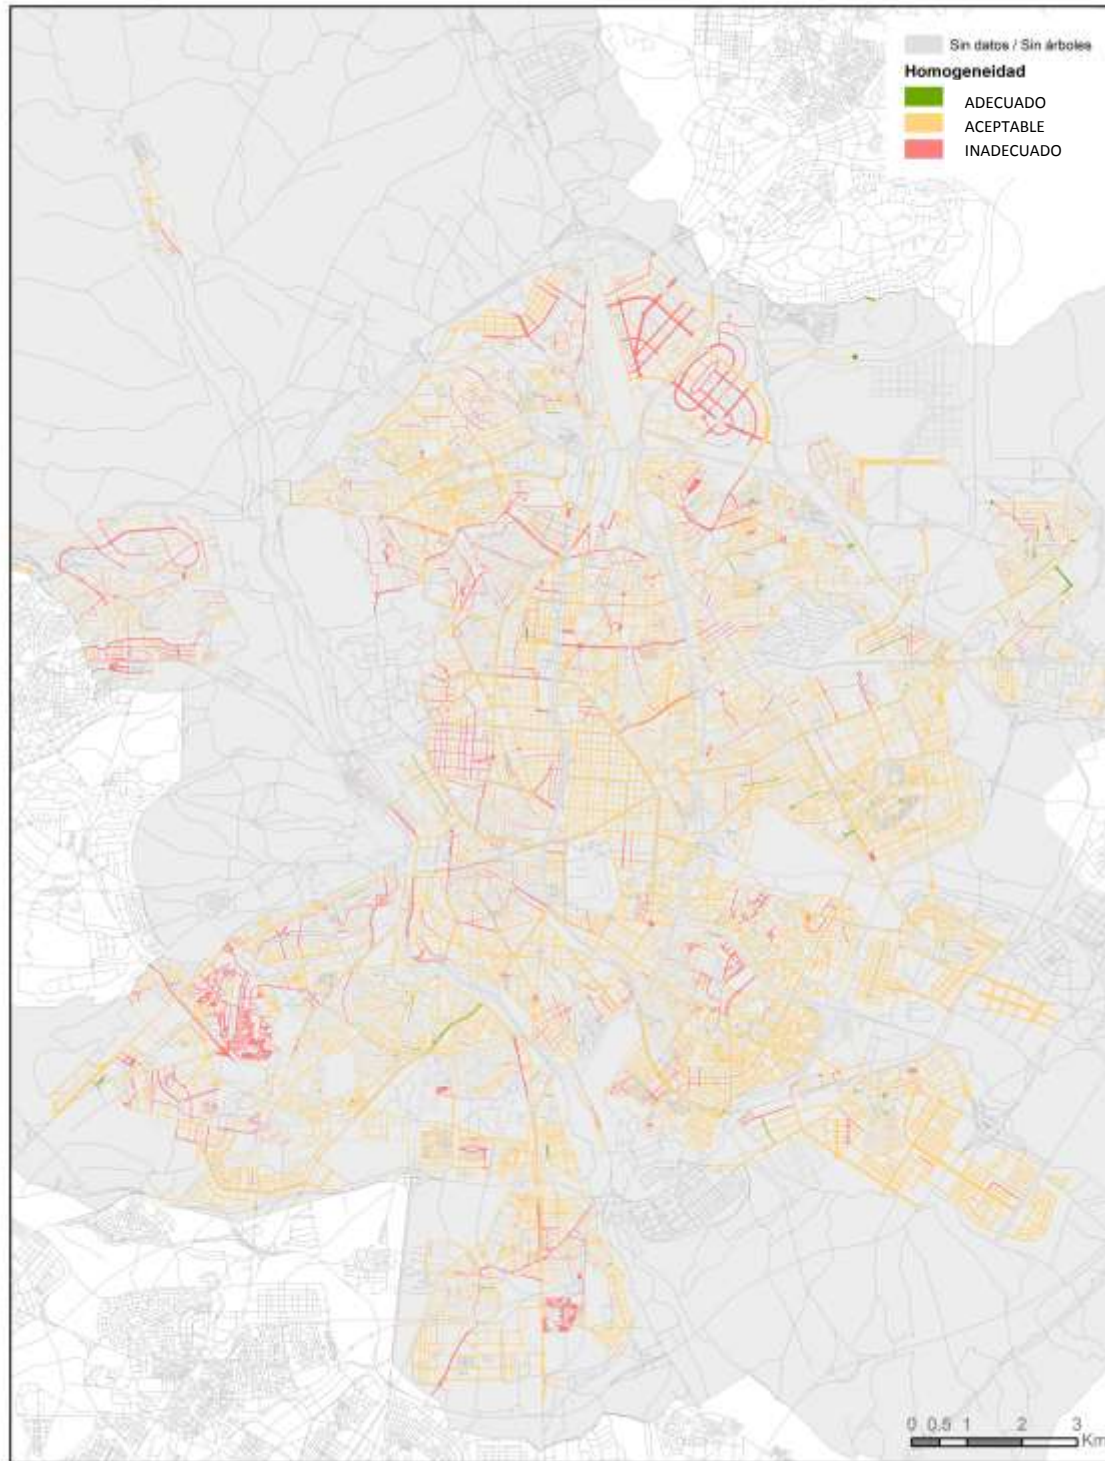 Sin datos / Sin árboles
Homogeneidad
ADECUADO
ACEPTABLE
INADECUADO
0 0,5 1 2 3
Km